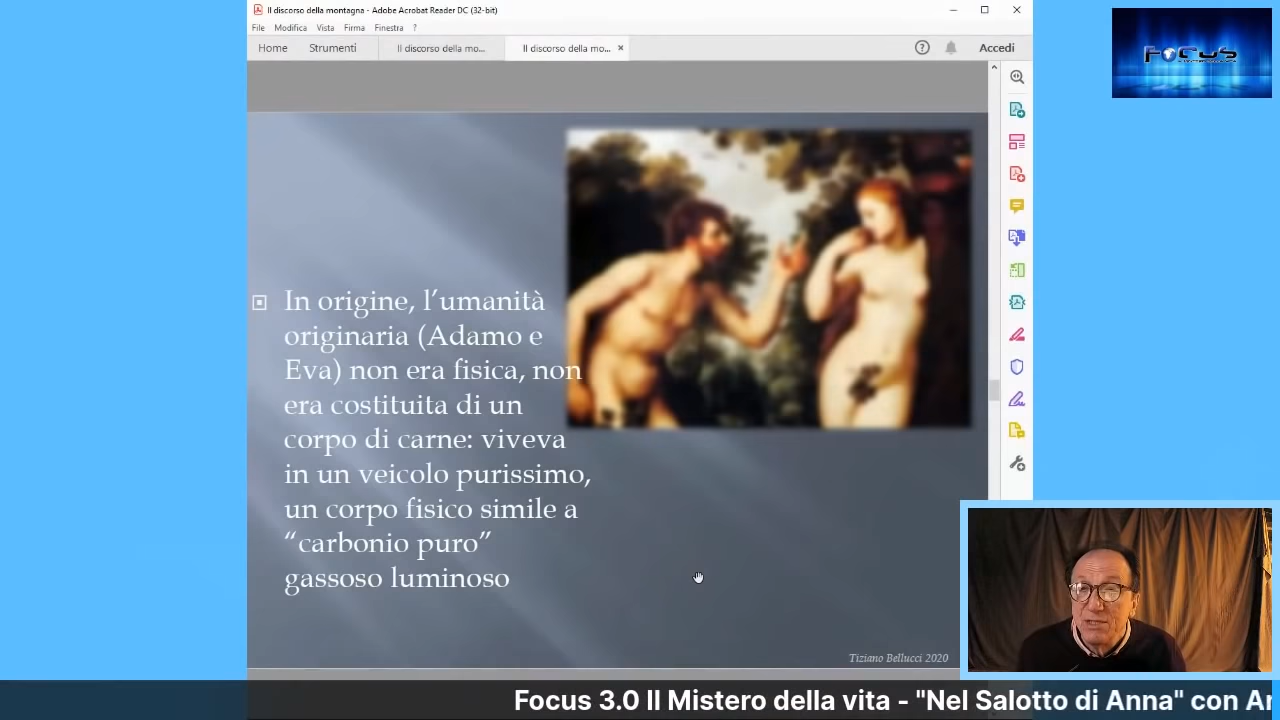 Il discorso della montagna - Adobe Acrobat Reader DC (32-bit)
File Modifica Vista Firma Finestra ?
Home Strumenti Il discorso della mo... Il discorso della mo... × Accedi
FOCUS
In origine, l’umanità
originaria (Adamo e
Eva) non era fisica, non
era costituita di un
corpo di carne: viveva
in un veicolo purissimo,
un corpo fisico simile a
“carbonio puro”
gassoso luminoso
Tiziano Bellucci 2020
Focus 3.0 Il Mistero della vita - "Nel Salotto di Anna" con